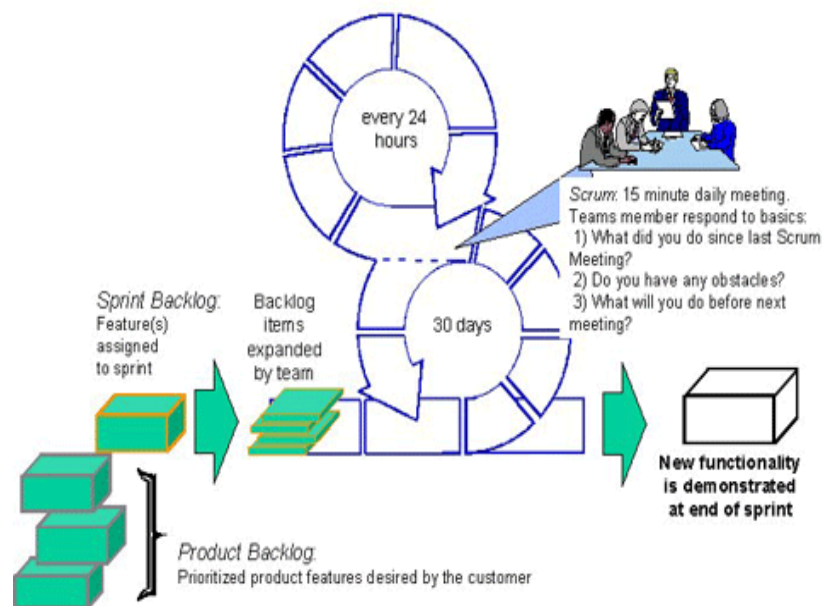 every 24
hours
Scrum: 15 minute daily meeting.
Teams member respond to basics:
1) What did you do since last Scrum
Meeting?
2) Do you have any obstacles?
3) What will you do before next
meeting?
Sprint Backlog:
Feature(s)
assigned
to sprint
Backlog
items
expanded
by team
30 days
New functionality
is demonstrated
at end of sprint
Product Backlog:
Prioritized product features desired by the customer